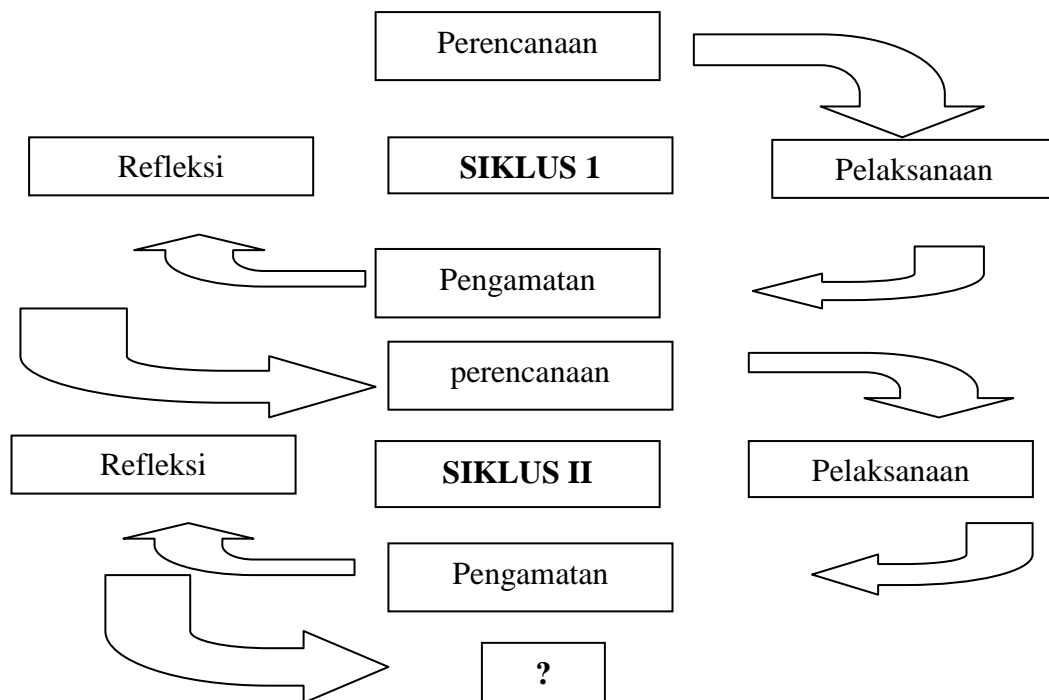 Perencanaan
Refleksi
SIKLUS 1
Pelaksanaan
Pengamatan
perencanaan
Refleksi
SIKLUS II
Pelaksanaan
Pengamatan
?